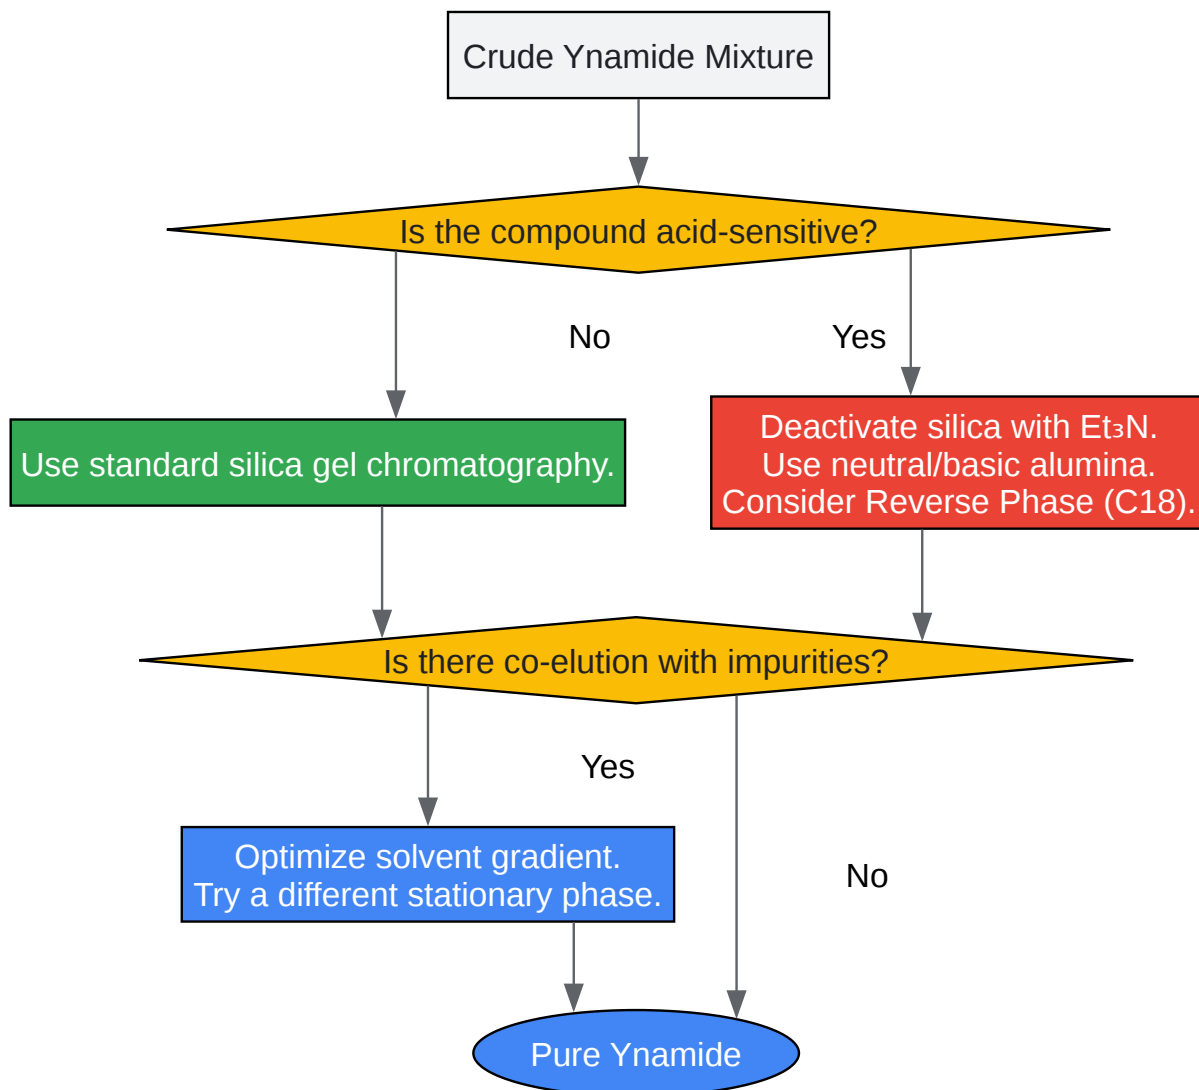 Crude Ynamide Mixture
Is the compound acid-sensitive?
No
Yes
Use standard silica gel chromatography.
Deactivate silica with Et₃N.
Use neutral/basic alumina.
Consider Reverse Phase (C18).
Is there co-elution with impurities?
Yes
Optimize solvent gradient.
Try a different stationary phase.
No
Pure Ynamide